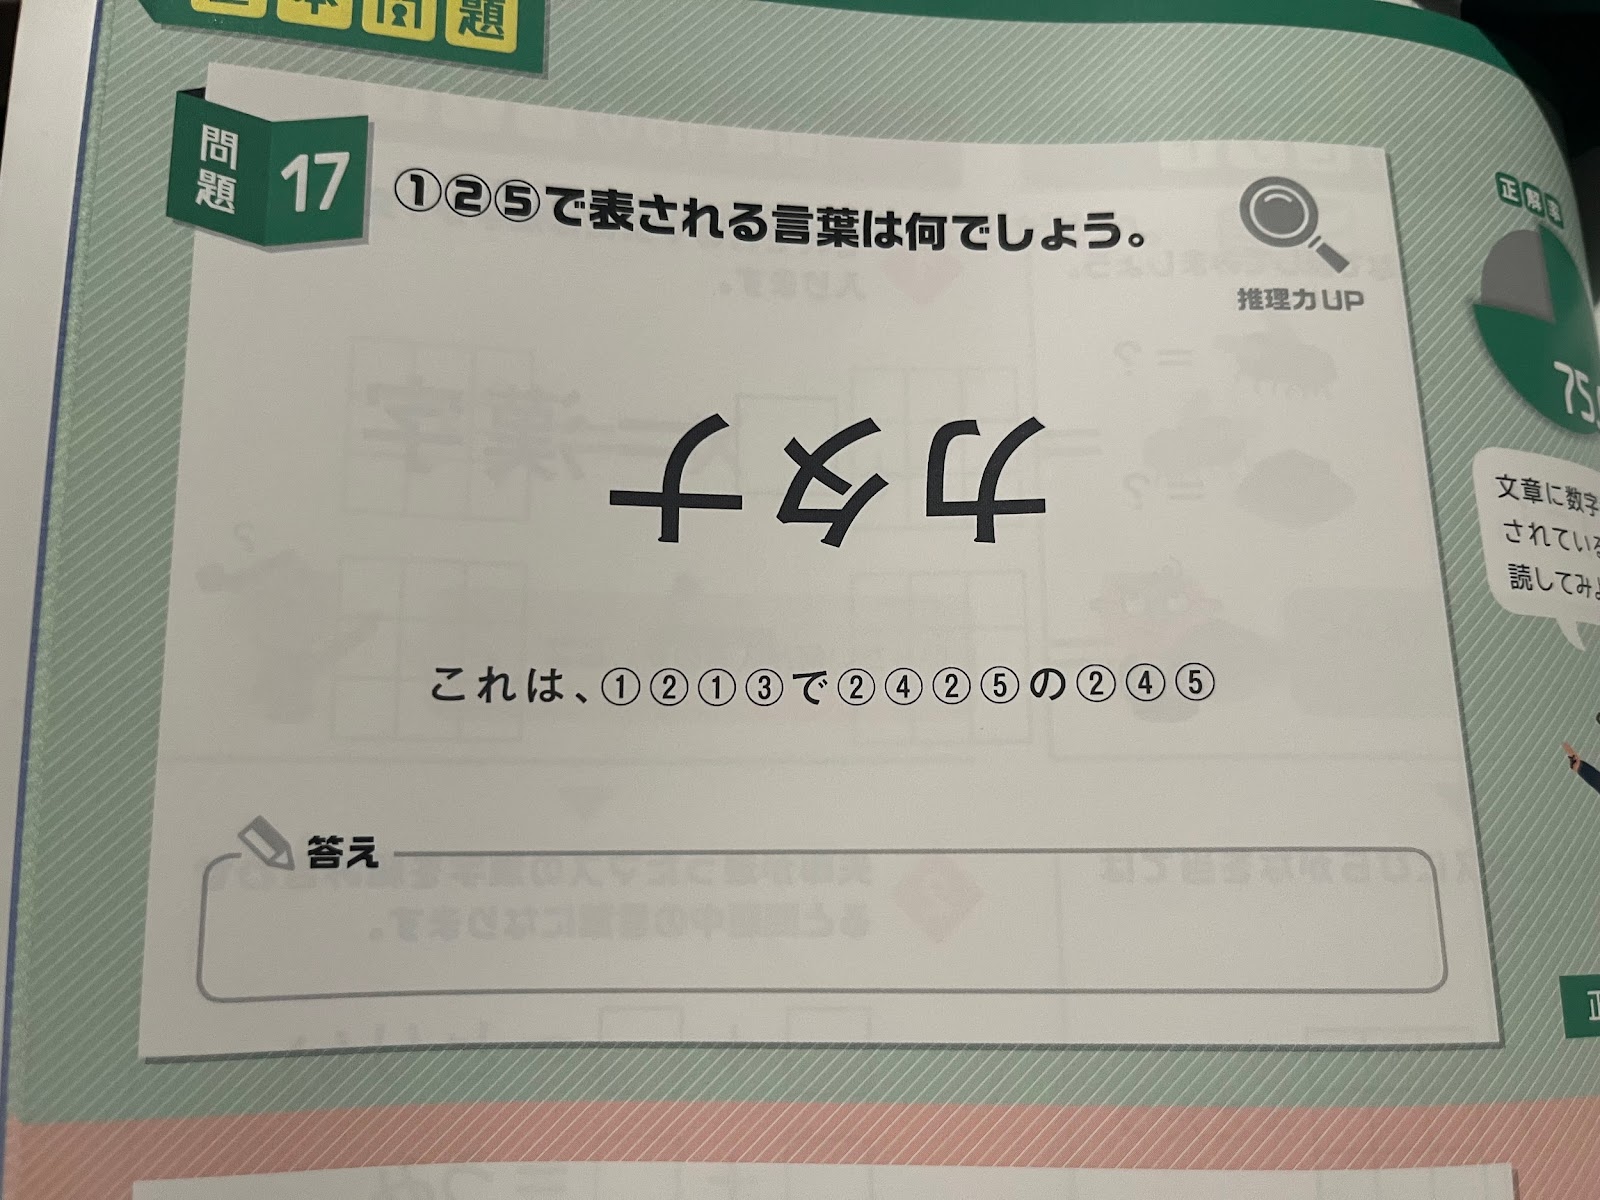 問題
17
①②⑤で表される言葉は何でしょう。
推理力UP
正解率
75
カタナ
これは、①②①③で②④②⑤の②④⑤
答え
文章に数字
されている
読してみよ